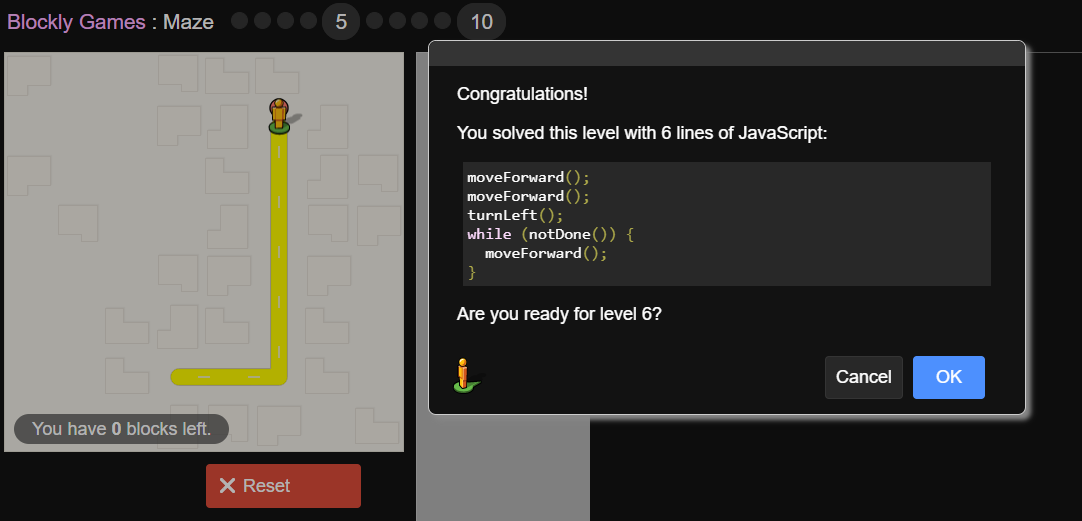 Blockly Games : Maze 5 10
Congratulations!
You solved this level with 6 lines of JavaScript:
moveForward();
moveForward();
turnLeft();
while (notDone()) {
  moveForward();
}
Are you ready for level 6?
Cancel OK
You have 0 blocks left.
Reset